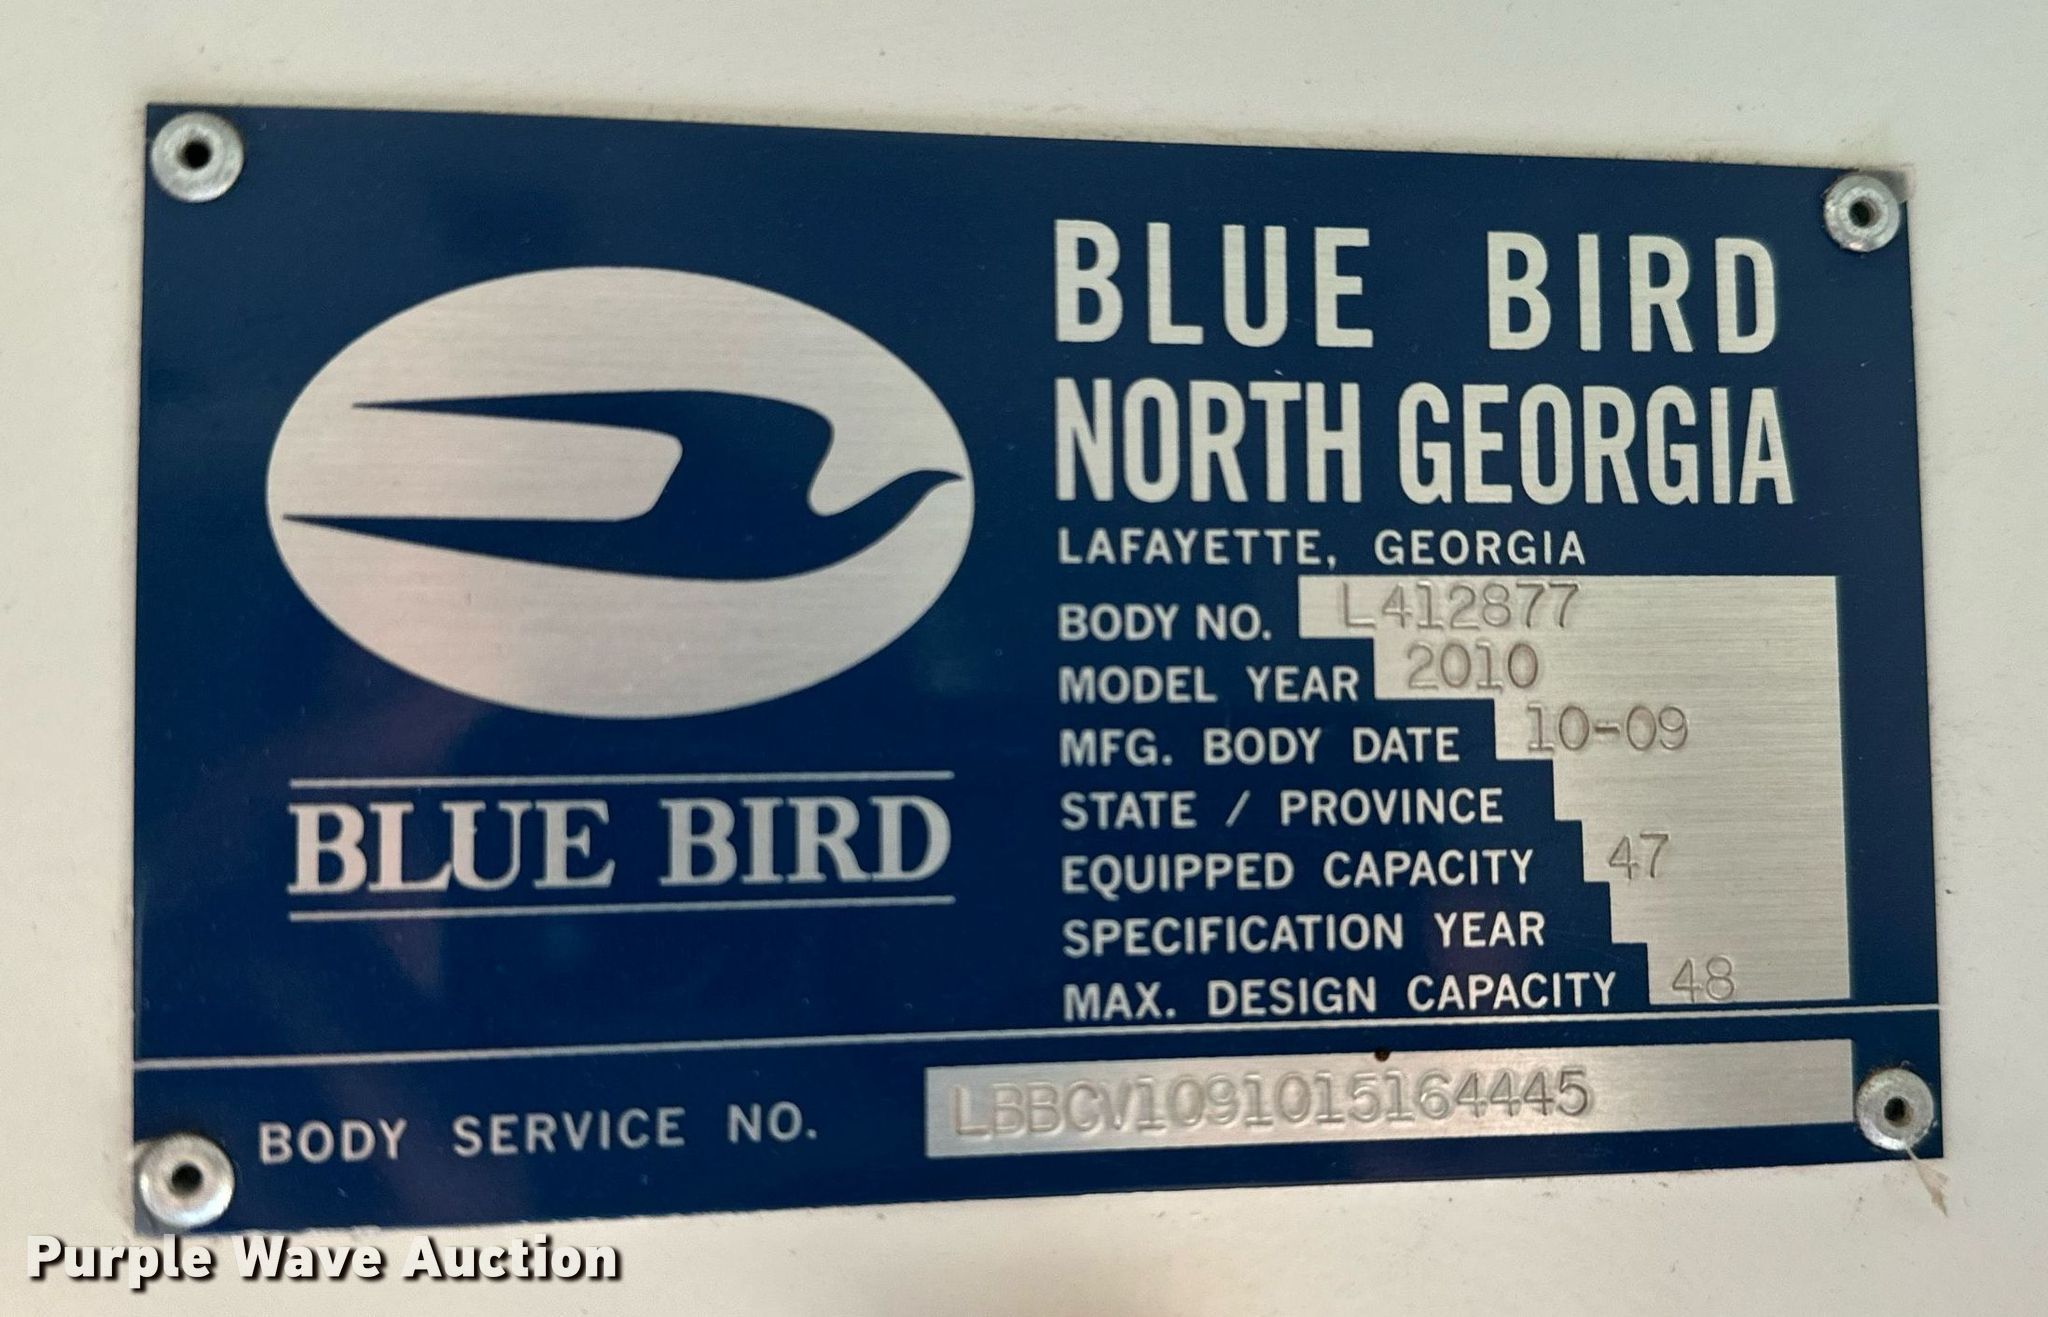 BLUE BIRD
NORTH GEORGIA
LAFAYETTE, GEORGIA
BODY NO. L412877
MODEL YEAR 2010
MFG. BODY DATE 10-09
STATE / PROVINCE
EQUIPPED CAPACITY 47
SPECIFICATION YEAR
MAX. DESIGN CAPACITY 48
BLUE BIRD
BODY SERVICE NO. LBBCV1091015164445
Purple Wave Auction